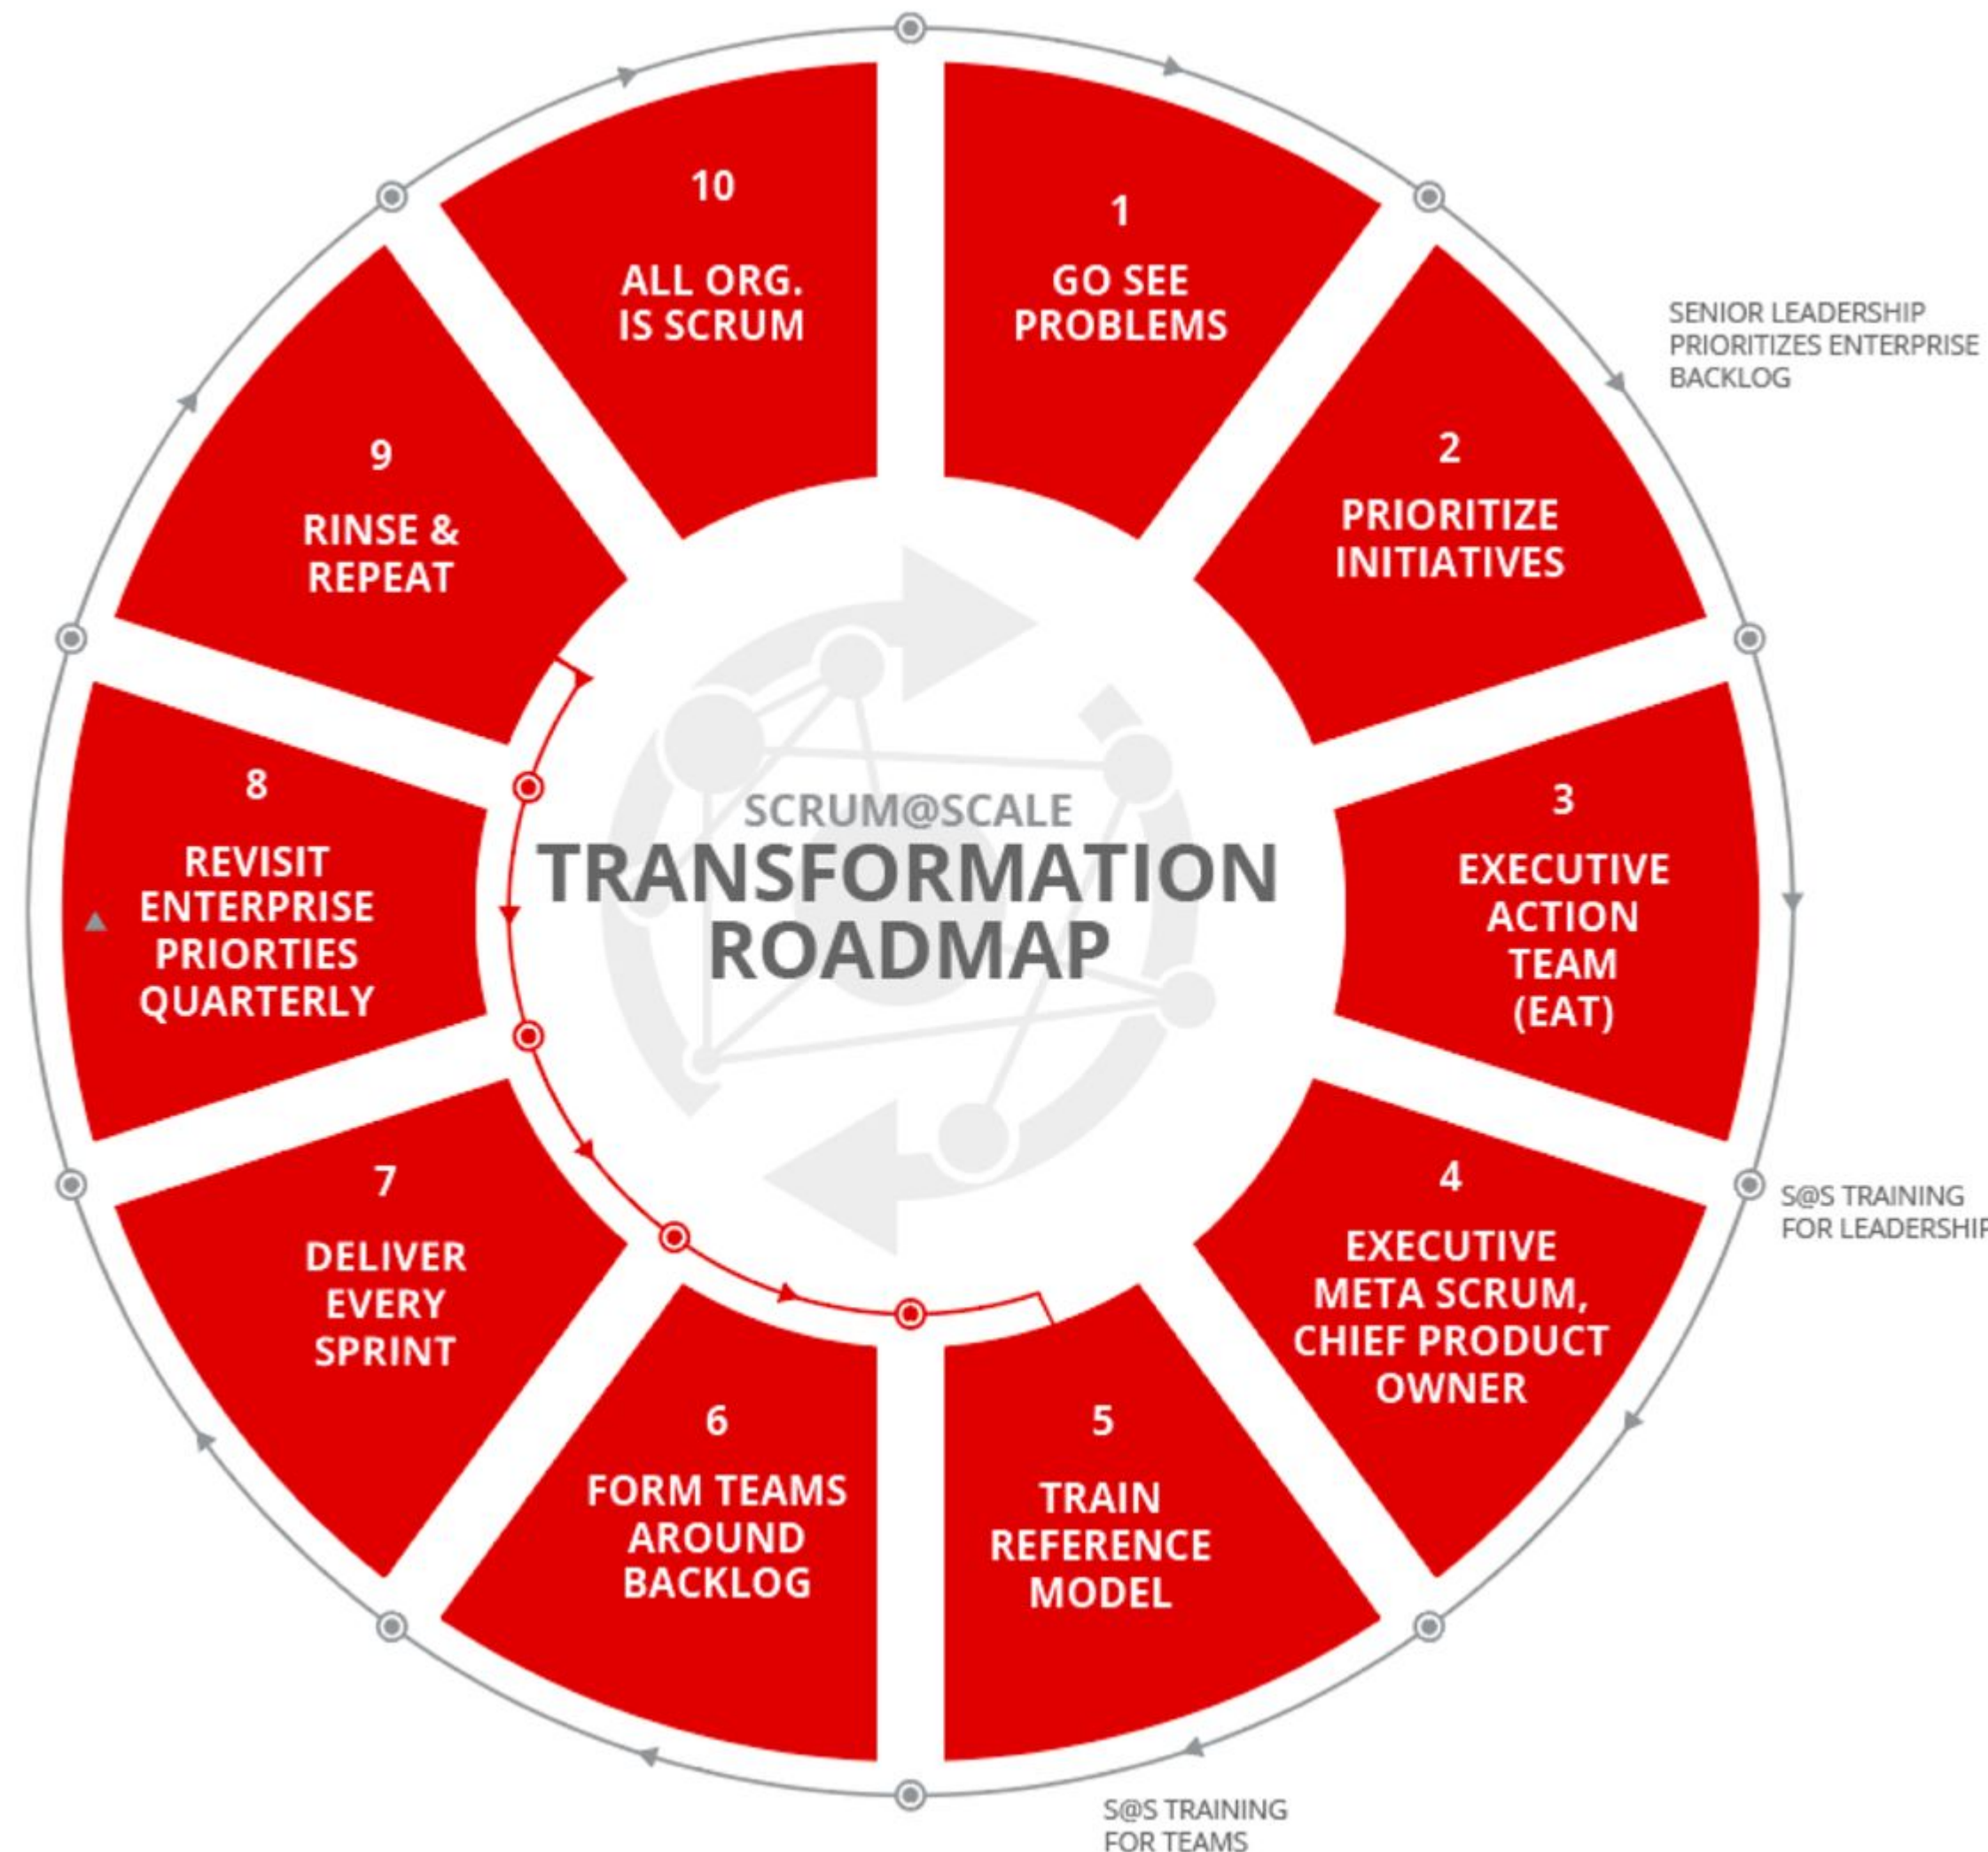 10
ALL ORG.
IS SCRUM
1
GO SEE
PROBLEMS
SENIOR LEADERSHIP
PRIORITIZES ENTERPRISE
BACKLOG
2
PRIORITIZE
INITIATIVES
3
EXECUTIVE
ACTION
TEAM
(EAT)
S@S TRAINING
FOR LEADERSHIP
4
EXECUTIVE
META SCRUM,
CHIEF PRODUCT
OWNER
5
TRAIN
REFERENCE
MODEL
S@S TRAINING
FOR TEAMS
6
FORM TEAMS
AROUND
BACKLOG
7
DELIVER
EVERY
SPRINT
8
REVISIT
ENTERPRISE
PRIORTIES
QUARTERLY
9
RINSE &
REPEAT
SCRUM@SCALE
TRANSFORMATION
ROADMAP